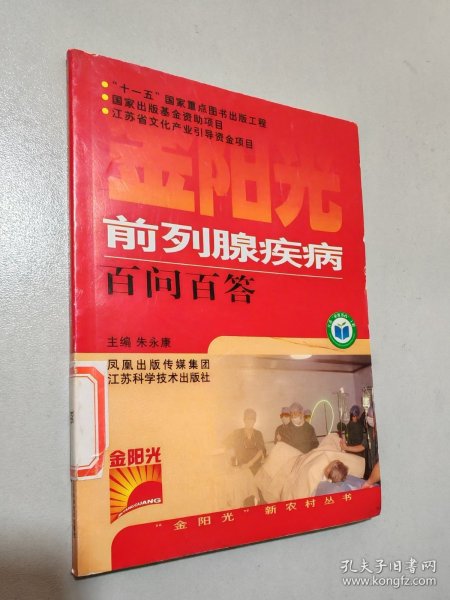 “十一五”国家重点图书出版工程
国家出版基金资助项目
江苏省文化产业引导资金项目
金阳光
前列腺疾病
百问百答
主编 朱永康
凤凰出版传媒集团
江苏科学技术出版社
金阳光
“金阳光”新农村丛书
孔夫子旧书网
www.kongfz.com